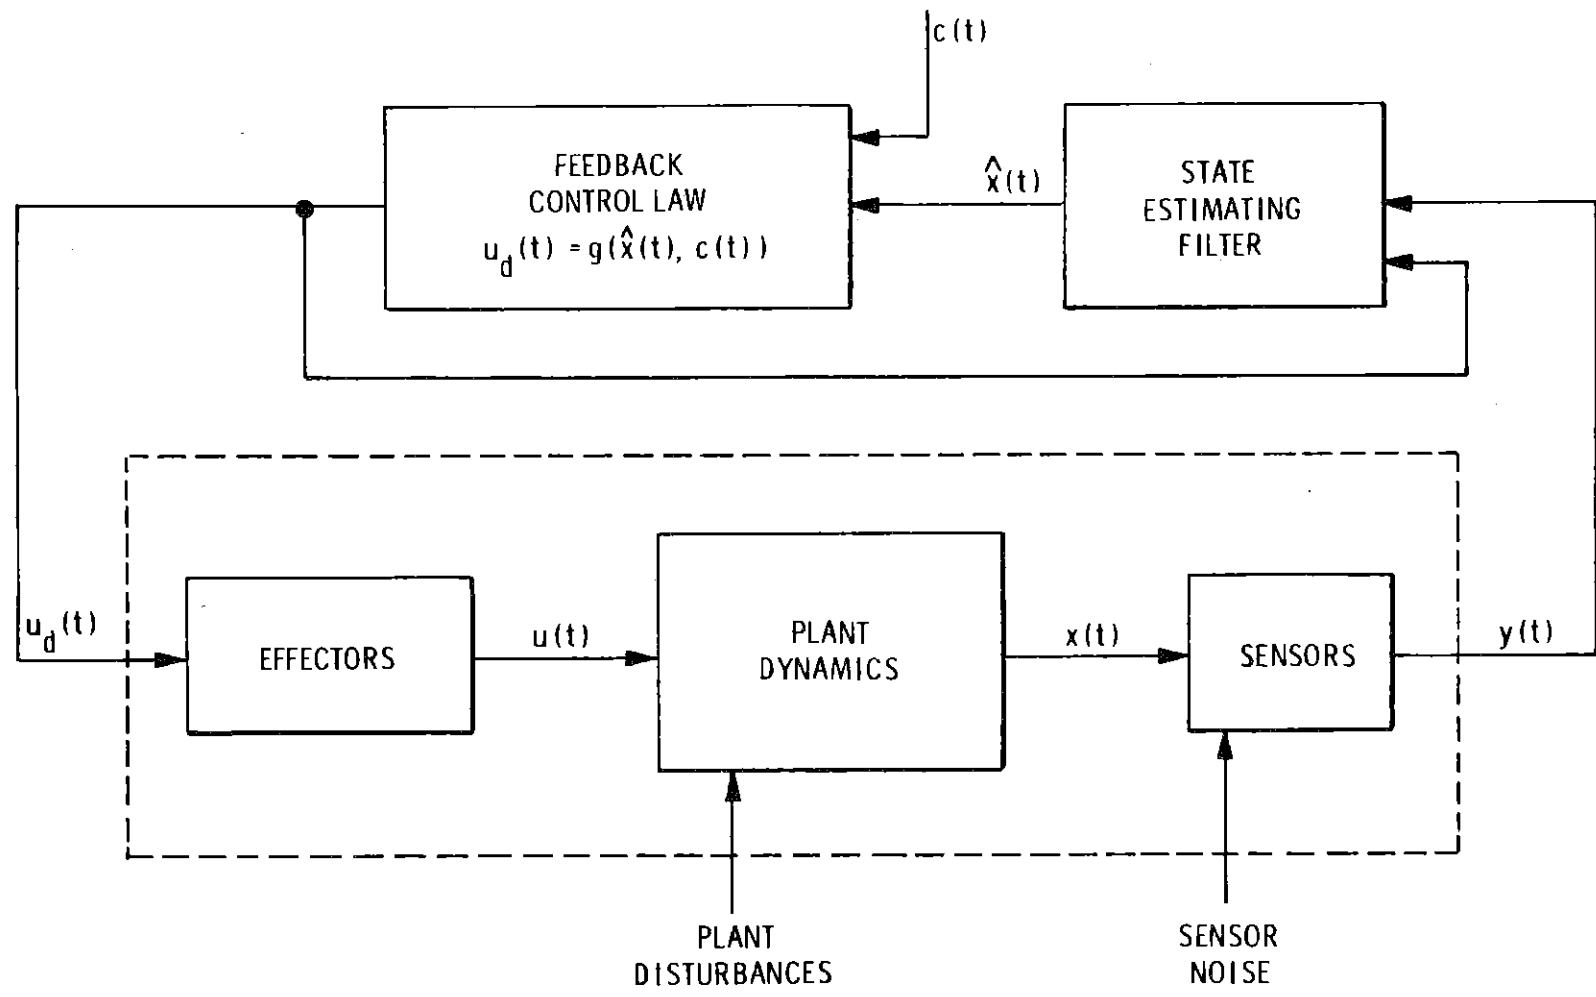 c(t)
FEEDBACK
CONTROL LAW
u_d(t) = g(x̂(t), c(t))
x̂(t)
STATE
ESTIMATING
FILTER
u_d(t)
EFFECTORS
u(t)
PLANT
DYNAMICS
x(t)
SENSORS
y(t)
PLANT
DISTURBANCES
SENSOR
NOISE